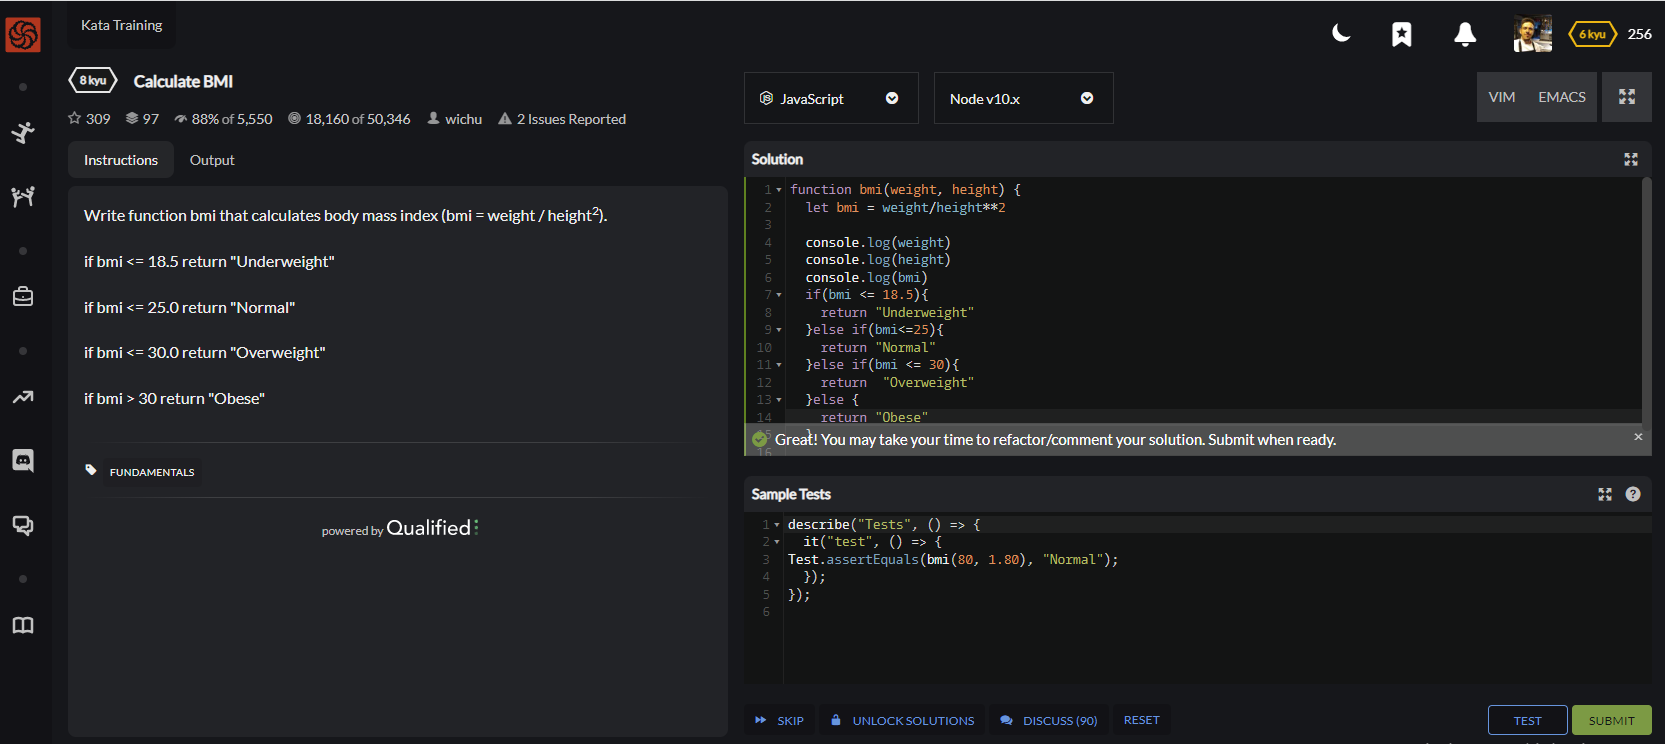 Kata Training
6 kyu 256
8 kyu Calculate BMI
309 97 88% of 5,550 18,160 of 50,346 wichu 2 Issues Reported
Instructions Output
Write function bmi that calculates body mass index (bmi = weight / height²).
if bmi <= 18.5 return "Underweight"
if bmi <= 25.0 return "Normal"
if bmi <= 30.0 return "Overweight"
if bmi > 30 return "Obese"
FUNDAMENTALS
powered by Qualified
JavaScript Node v10.x VIM EMACS
Solution
1 function bmi(weight, height) {
2 let bmi = weight/height**2
3
4 console.log(weight)
5 console.log(height)
6 console.log(bmi)
7 if(bmi <= 18.5){
8 return "Underweight"
9 }else if(bmi<=25){
10 return "Normal"
11 }else if(bmi <= 30){
12 return  "Overweight"
13 }else {
14 return "Obese"
15 }
16
Great! You may take your time to refactor/comment your solution. Submit when ready.
Sample Tests
1 describe("Tests", () => {
2 it("test", () => {
3 Test.assertEquals(bmi(80, 1.80), "Normal");
4 });
5 });
6
SKIP UNLOCK SOLUTIONS DISCUSS (90) RESET TEST SUBMIT